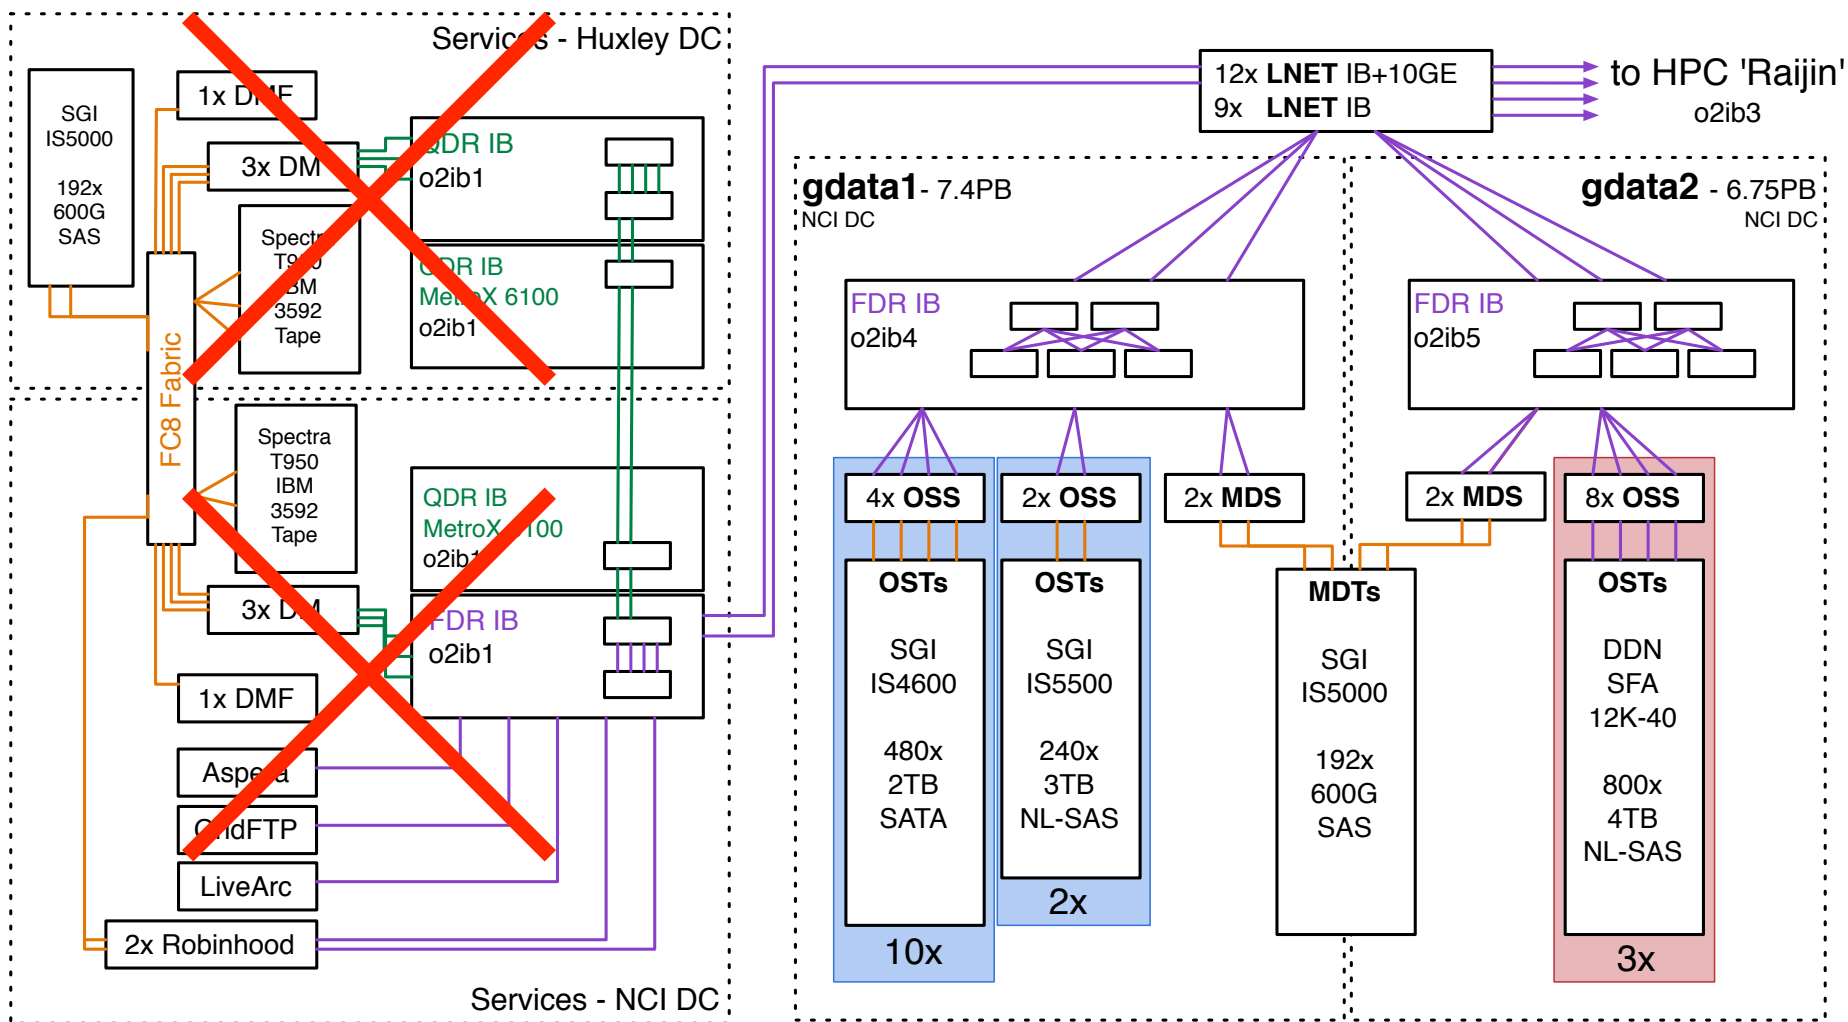 Services - Huxley DC
SGI
IS5000
192x
600G
SAS
1x DMF
3x DM
Spectra
T950
IBM
3592
Tape
QDR IB
o2ib1
QDR IB
MetroX 6100
o2ib1
FC8 Fabric
Spectra
T950
IBM
3592
Tape
QDR IB
MetroX 6100
o2ib1
3x DM
FDR IB
o2ib1
1x DMF
Aspera
GridFTP
LiveArc
2x Robinhood
Services - NCI DC
12x LNET IB+10GE
9x LNET IB
to HPC 'Raijin'
o2ib3
gdata1 - 7.4PB
NCI DC
FDR IB
o2ib4
4x OSS
2x OSS
2x MDS
OSTs
SGI
IS4600
480x
2TB
SATA
10x
OSTs
SGI
IS5500
240x
3TB
NL-SAS
2x
MDTs
SGI
IS5000
192x
600G
SAS
gdata2 - 6.75PB
NCI DC
FDR IB
o2ib5
2x MDS
8x OSS
OSTs
DDN
SFA
12K-40
800x
4TB
NL-SAS
3x